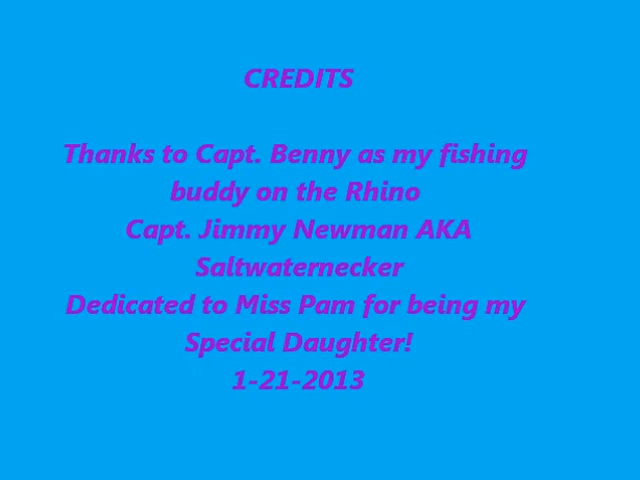 CREDITS
Thanks to Capt. Benny as my fishing
buddy on the Rhino
Capt. Jimmy Newman AKA
Saltwaternecker
Dedicated to Miss Pam for being my
Special Daughter!
1-21-2013